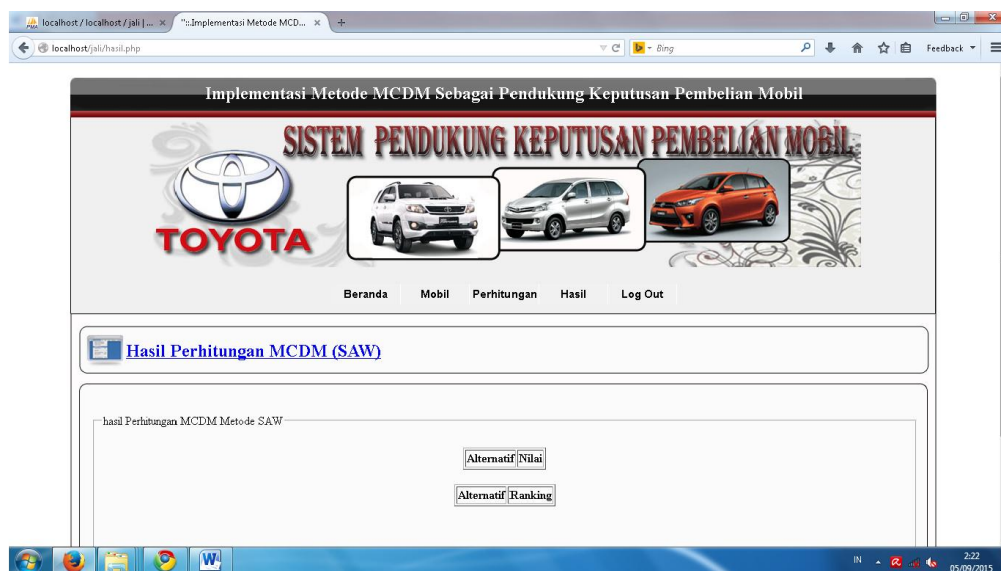 localhost / localhost / jali | ...
"::.Implementasi Metode MCD...
localhost/jali/hasil.php
Bing
Feedback
Implementasi Metode MCDM Sebagai Pendukung Keputusan Pembelian Mobil
SISTEM PENDUKUNG KEPUTUSAN PEMBELIAN MOBIL
TOYOTA
Beranda Mobil Perhitungan Hasil Log Out
Hasil Perhitungan MCDM (SAW)
hasil Perhitungan MCDM Metode SAW
Alternatif Nilai
Alternatif Ranking
IN
2:22
05/09/2015